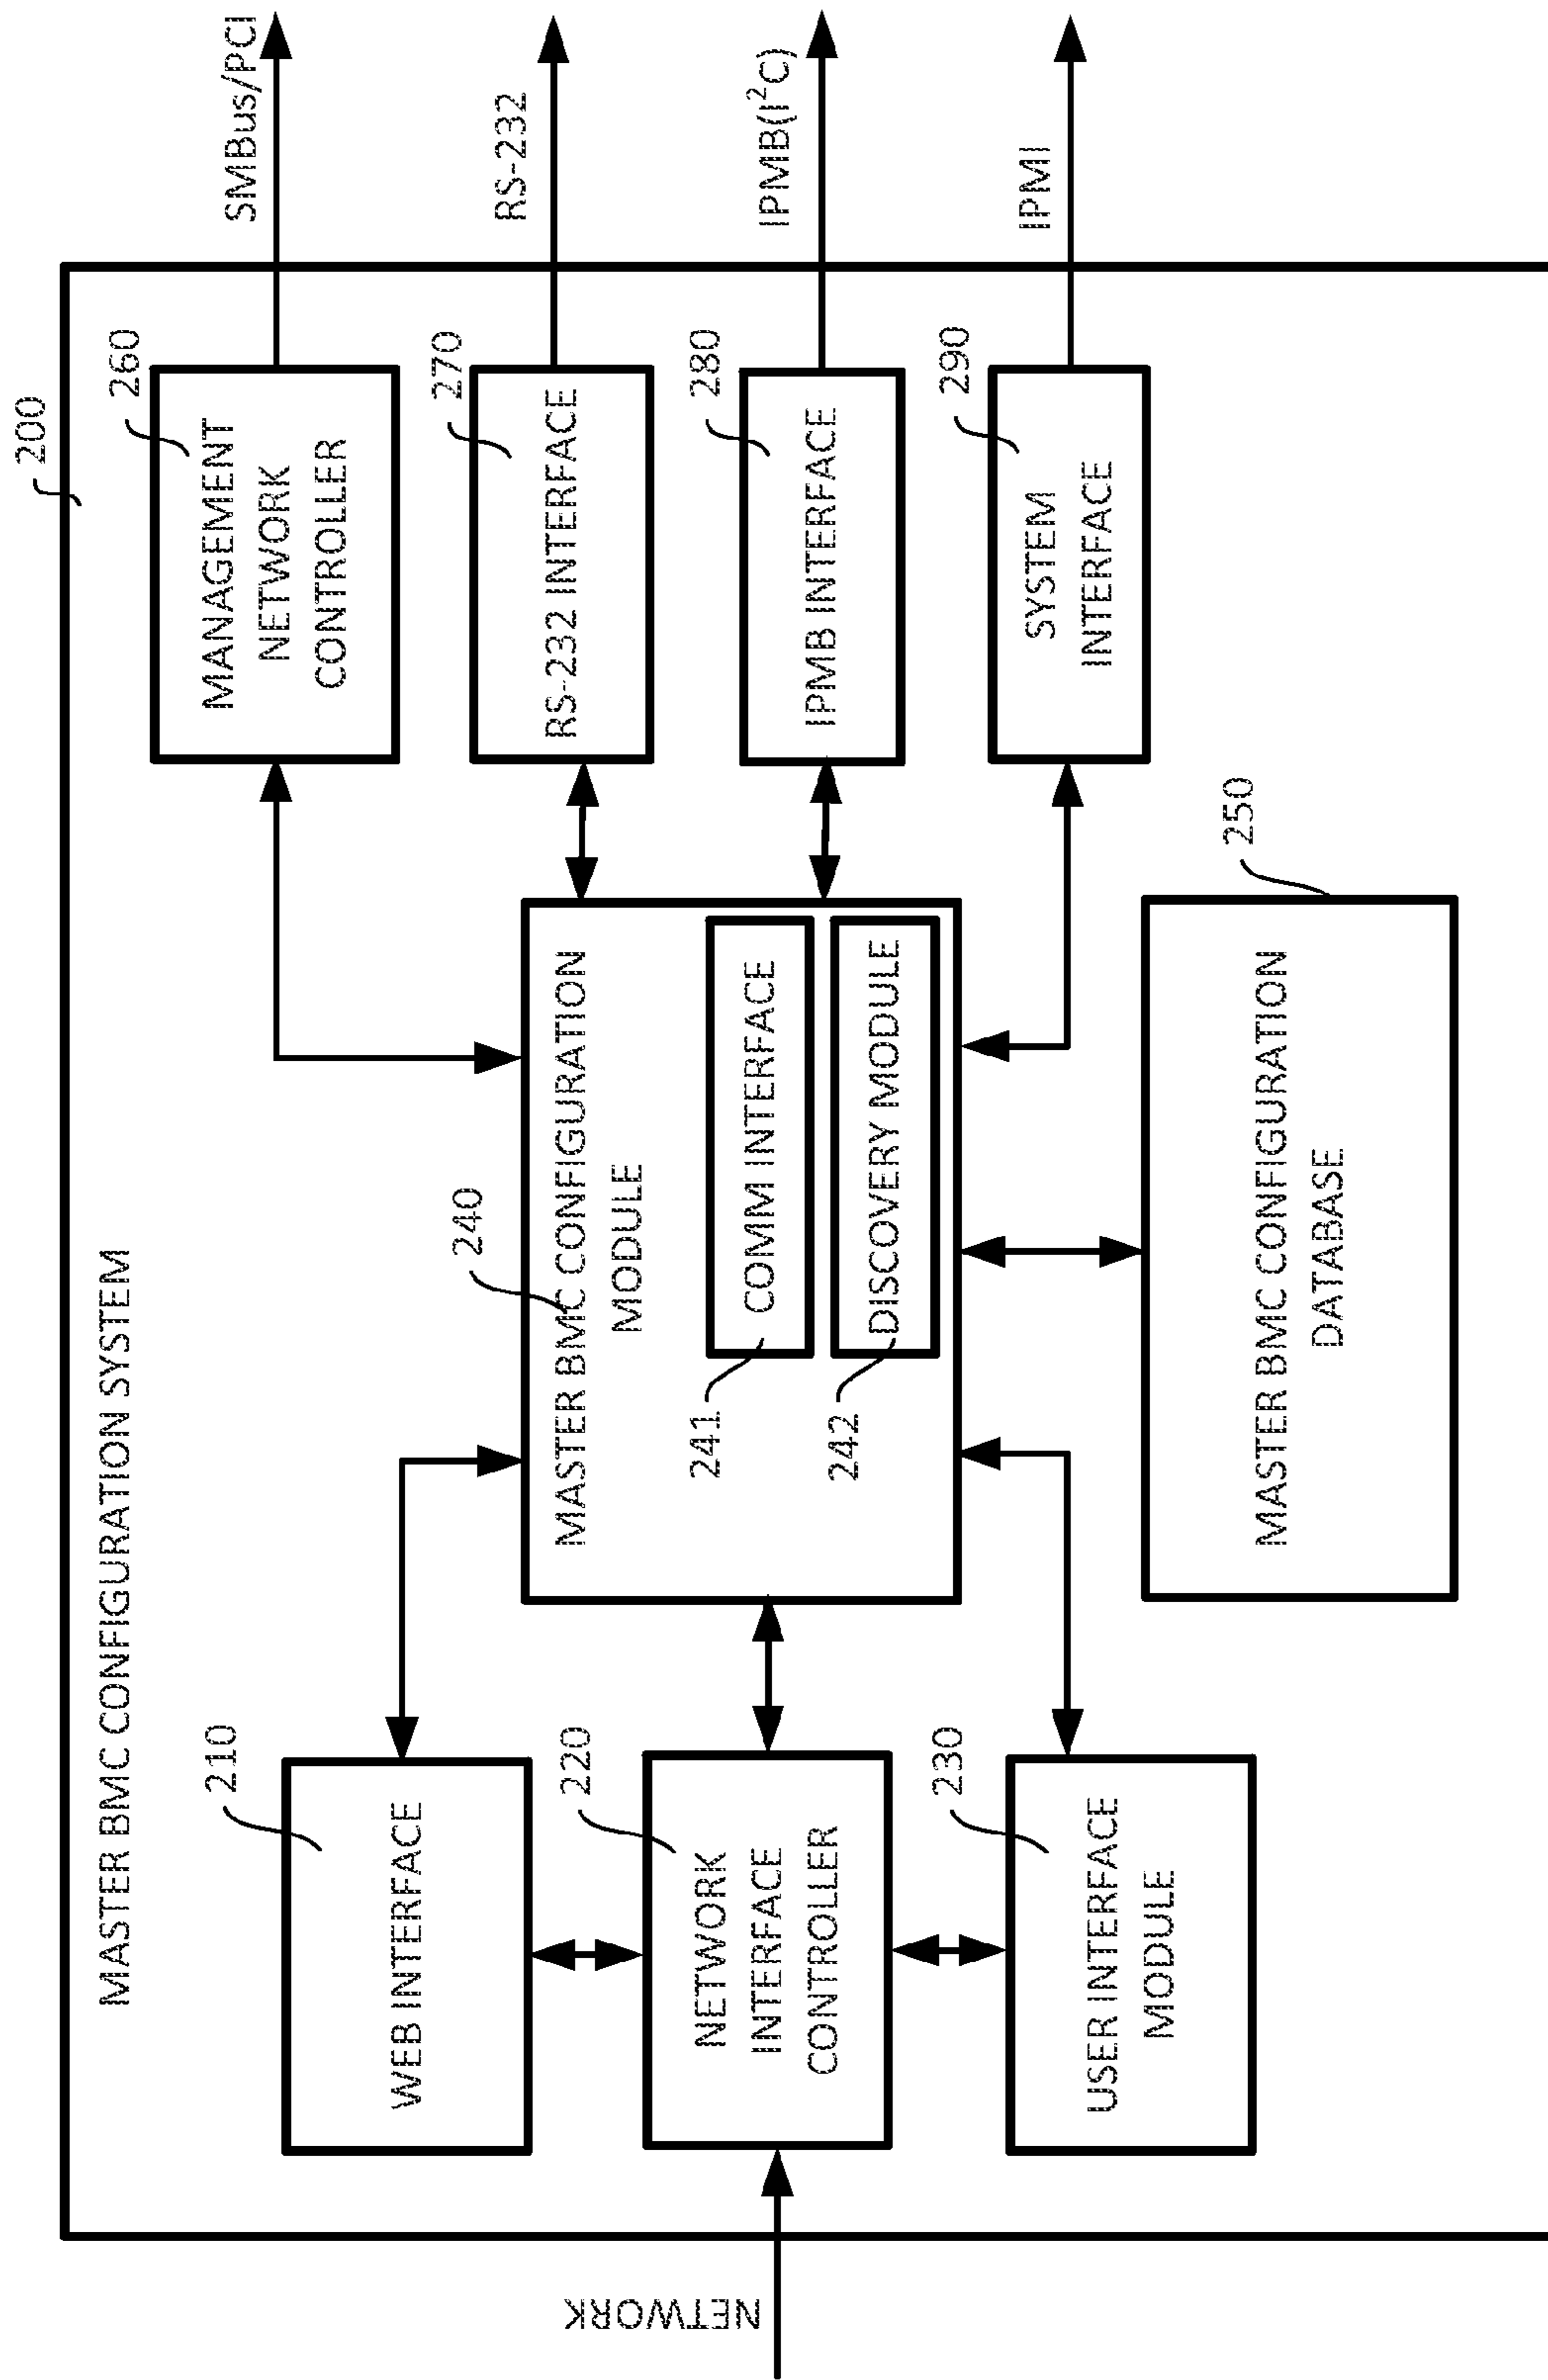 200
MASTER BMC CONFIGURATION SYSTEM
NETWORK
210
WEB INTERFACE
220
NETWORK
INTERFACE
CONTROLLER
230
USER INTERFACE
MODULE
240
MASTER BMC CONFIGURATION
MODULE
241
COMM INTERFACE
242
DISCOVERY MODULE
250
MASTER BMC CONFIGURATION
DATABASE
260
MANAGEMENT
NETWORK
CONTROLLER
SMBus/PCI
270
RS-232 INTERFACE
RS-232
280
IPMB INTERFACE
IPMB(I²C)
290
SYSTEM
INTERFACE
IPMI